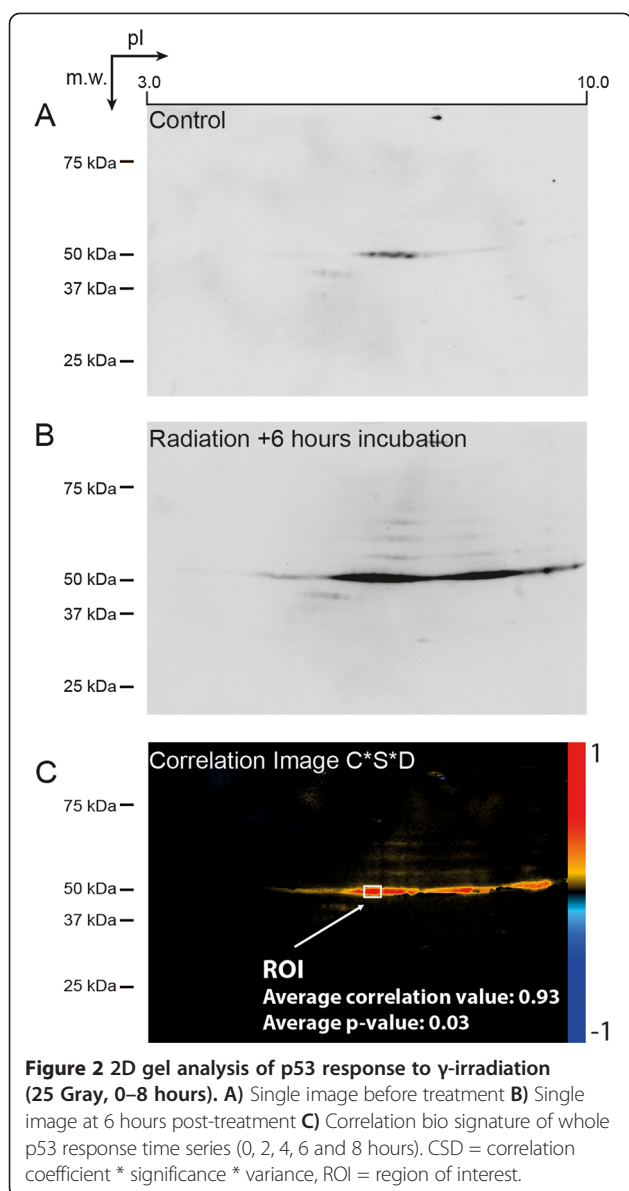 pI
m.w.
3.0 10.0
A
Control
75 kDa
50 kDa
37 kDa
25 kDa
B
Radiation +6 hours incubation
75 kDa
50 kDa
37 kDa
25 kDa
C
Correlation Image C*S*D
1
75 kDa
50 kDa
37 kDa
25 kDa
ROI
Average correlation value: 0.93
Average p-value: 0.03
-1
Figure 2 2D gel analysis of p53 response to γ-irradiation
(25 Gray, 0–8 hours). A) Single image before treatment B) Single
image at 6 hours post-treatment C) Correlation bio signature of whole
p53 response time series (0, 2, 4, 6 and 8 hours). CSD = correlation
coefficient * significance * variance, ROI = region of interest.